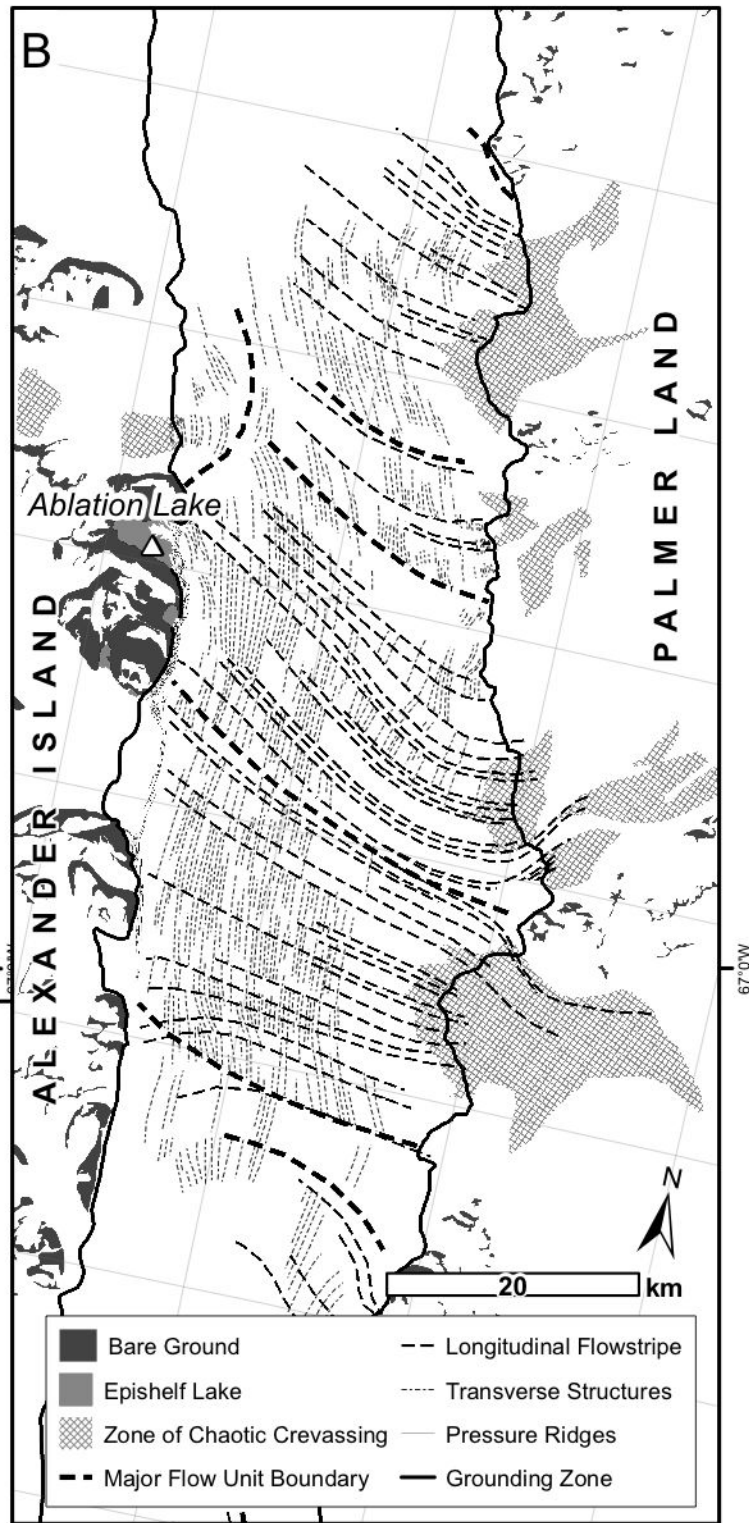 B
PALMER LAND
Ablation Lake
ALEXANDER ISLAND
67°0'W
N
20
km
Bare Ground
Epishelf Lake
Zone of Chaotic Crevassing
Major Flow Unit Boundary
Longitudinal Flowstripe
Transverse Structures
Pressure Ridges
Grounding Zone